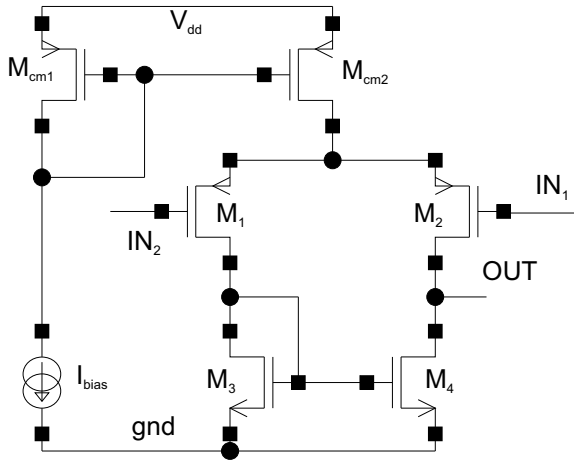 V_dd
M_cm1
M_cm2
IN_1
M_1
M_2
IN_2
OUT
M_3
M_4
I_bias
gnd